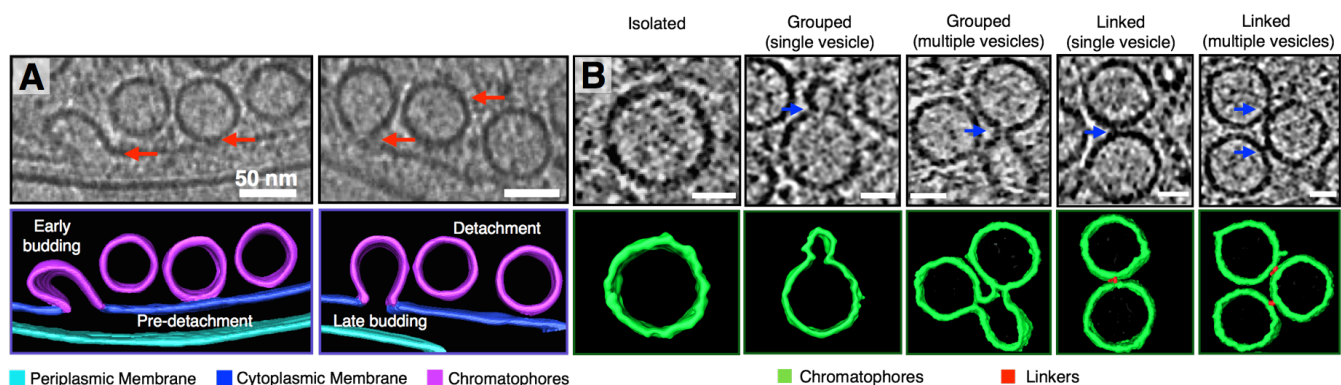 A
50 nm
Early
budding
Pre-detachment
Detachment
Late budding
Periplasmic Membrane Cytoplasmic Membrane Chromatophores
B
Isolated
Grouped
(single vesicle)
Grouped
(multiple vesicles)
Linked
(single vesicle)
Linked
(multiple vesicles)
Chromatophores Linkers